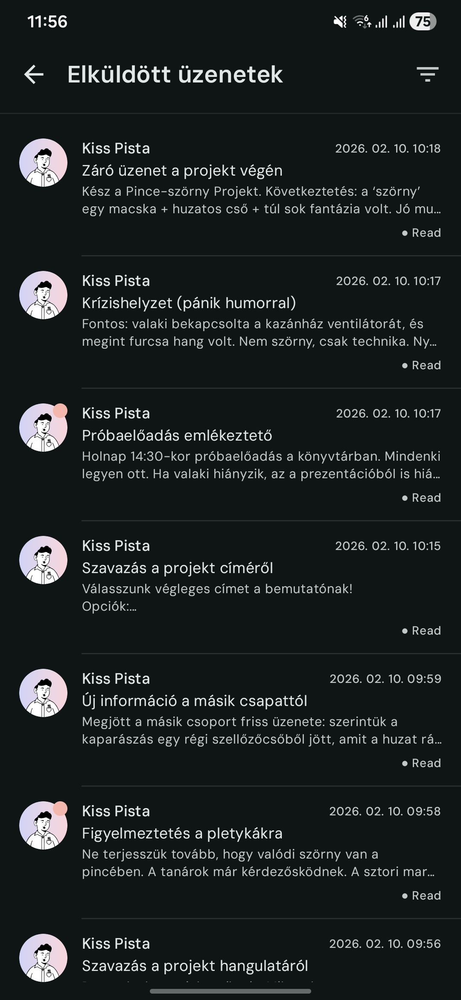 11:56
6 75
Elküldött üzenetek
Kiss Pista 2026. 02. 10. 10:18
Záró üzenet a projekt végén
Kész a Pince-szörny Projekt. Következtetés: a ‘szörny’
egy macska + huzatos cső + túl sok fantázia volt. Jó mu…
• Read
Kiss Pista 2026. 02. 10. 10:17
Krízishelyzet (pánik humorral)
Fontos: valaki bekapcsolta a kazánház ventilátorát, és
megint furcsa hang volt. Nem szörny, csak technika. Ny…
• Read
Kiss Pista 2026. 02. 10. 10:17
Próbaelőadás emlékeztető
Holnap 14:30-kor próbaelőadás a könyvtárban. Mindenki
legyen ott. Ha valaki hiányzik, az a prezentációból is hiá…
• Read
Kiss Pista 2026. 02. 10. 10:15
Szavazás a projekt címéről
Válasszunk végleges címet a bemutatónak!
Opciók:…
• Read
Kiss Pista 2026. 02. 10. 09:59
Új információ a másik csapattól
Megjött a másik csoport friss üzenete: szerintük a
kaparászás egy régi szellőzőcsőből jött, amit a huzat rá…
• Read
Kiss Pista 2026. 02. 10. 09:58
Figyelmeztetés a pletykákra
Ne terjesszük tovább, hogy valódi szörny van a
pincében. A tanárok már kérdezősködnek. A sztori mar…
• Read
Kiss Pista 2026. 02. 10. 09:56
Szavazás a projekt hangulatáról